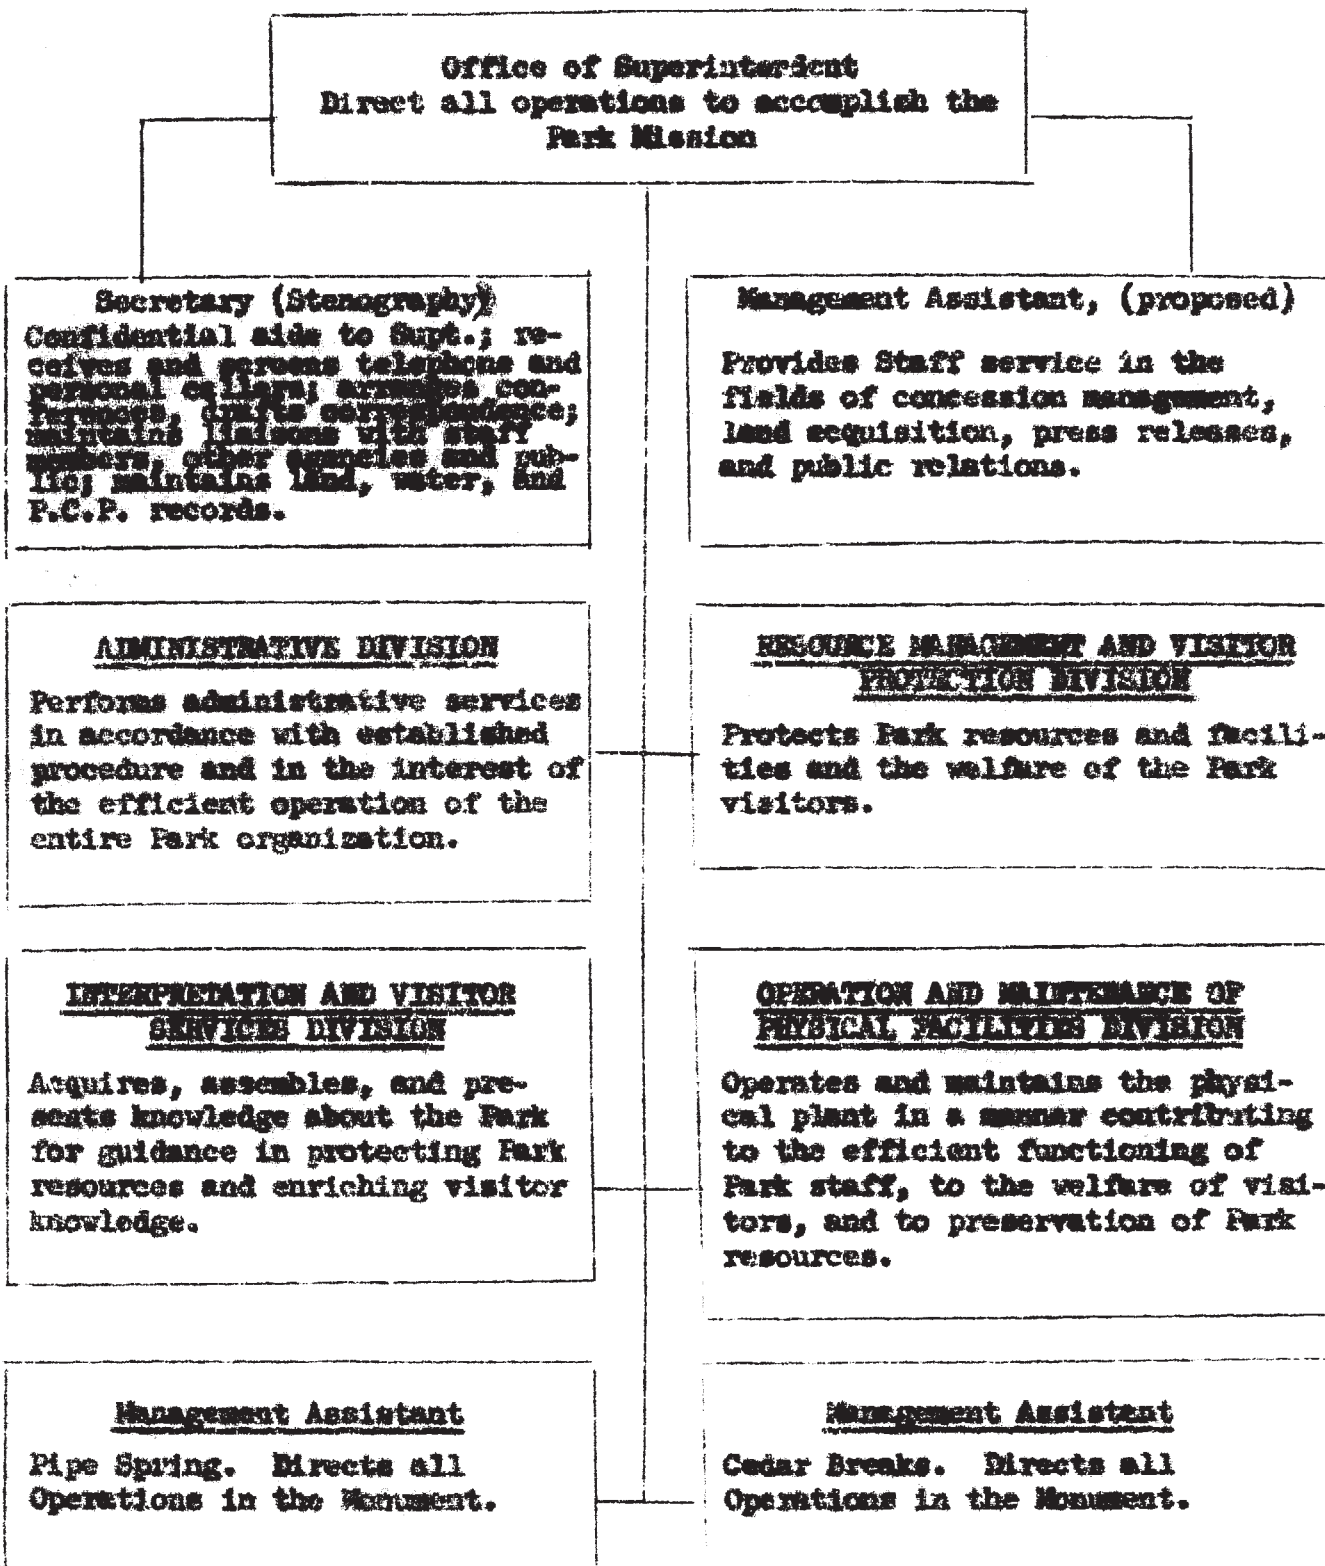 Office of Superintendent
Direct all operations to accomplish the
Park Mission
Secretary (Stenography)
Confidential aide to Supt.; re-
ceives and screens telephone and
personal callers; arranges con-
ferences, drafts correspondence;
maintains liaisons with staff
members, other agencies and pub-
lic; maintains land, water, and
P.C.P. records.
Management Assistant, (proposed)
Provides Staff service in the
fields of concession management,
land acquisition, press releases,
and public relations.
ADMINISTRATIVE DIVISION
Performs administrative services
in accordance with established
procedure and in the interest of
the efficient operation of the
entire Park organization.
RESOURCE MANAGEMENT AND VISITOR
PROTECTION DIVISION
Protects Park resources and facili-
ties and the welfare of the Park
visitors.
INTERPRETATION AND VISITOR
SERVICES DIVISION
Acquires, assembles, and pre-
sents knowledge about the Park
for guidance in protecting Park
resources and enriching visitor
knowledge.
OPERATION AND MAINTENANCE OF
PHYSICAL FACILITIES DIVISION
Operates and maintains the physi-
cal plant in a manner contributing
to the efficient functioning of
Park staff, to the welfare of visi-
tors, and to preservation of Park
resources.
Management Assistant
Pipe Spring. Directs all
Operations in the Monument.
Management Assistant
Cedar Breaks. Directs all
Operations in the Monument.